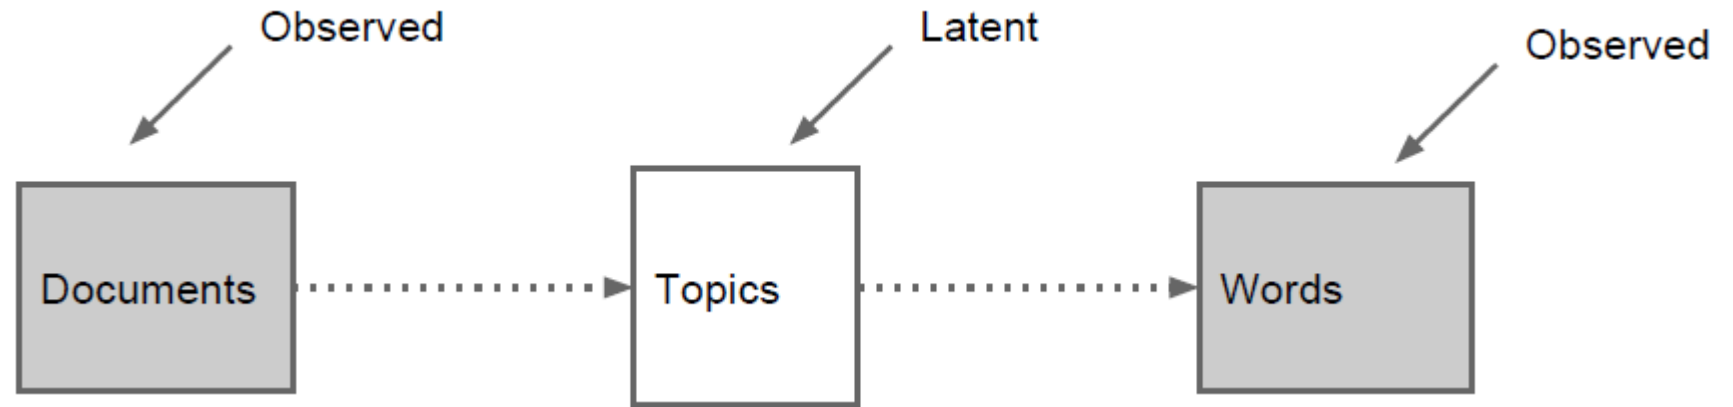 Observed
Latent
Observed
Documents
Topics
Words